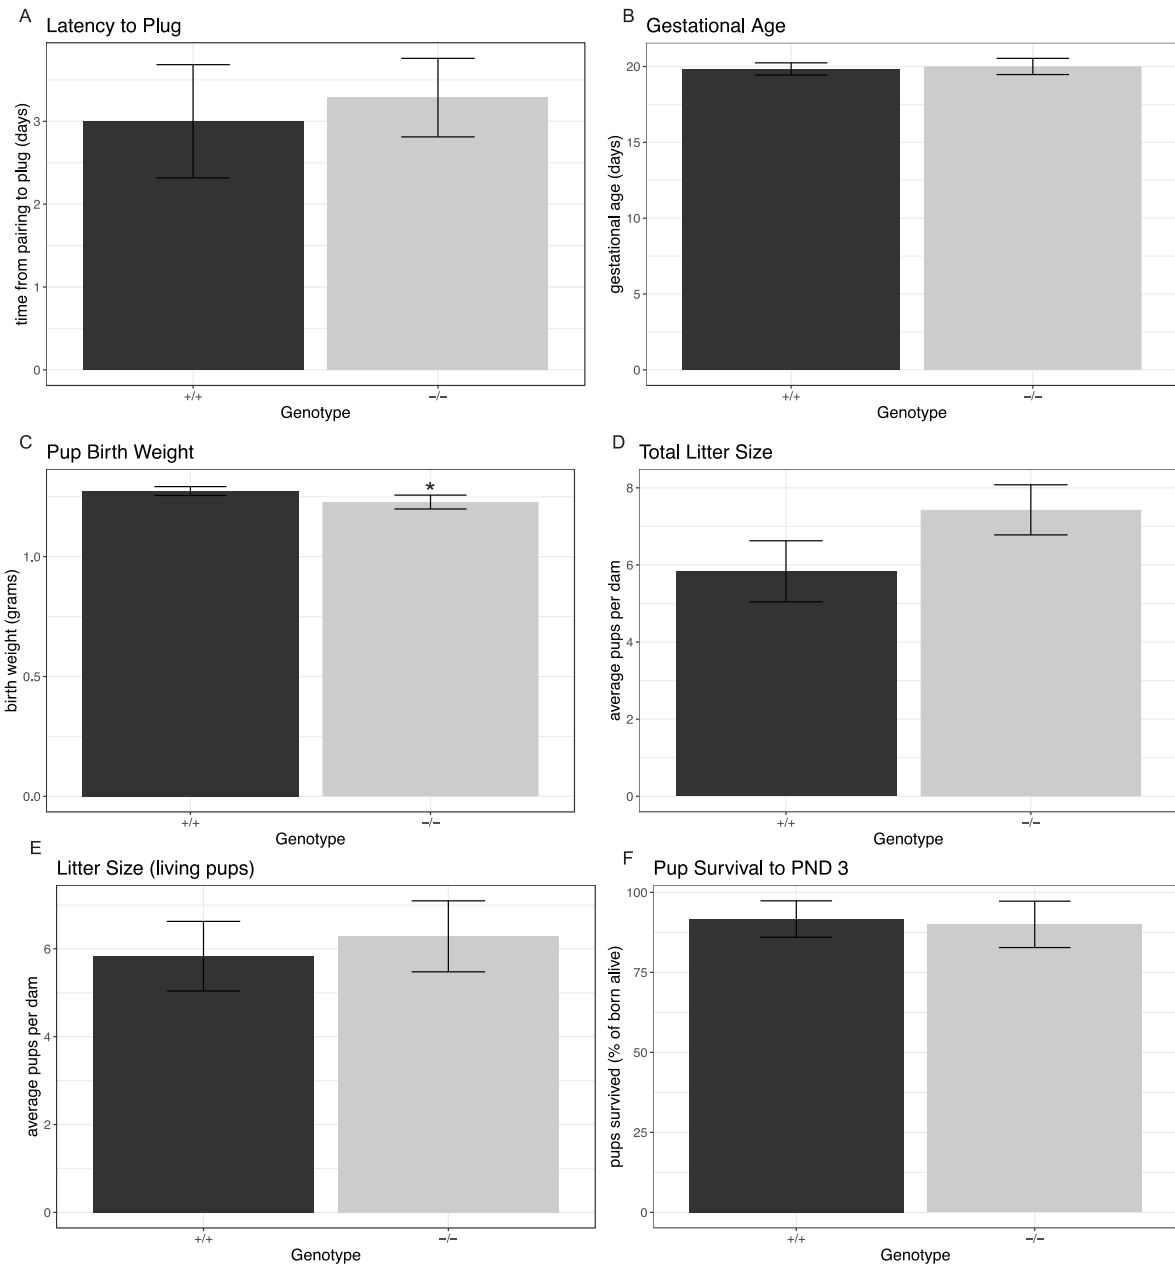 A
Latency to Plug
time from pairing to plug (days)
3
2
1
0
+/+
−/−
Genotype
B
Gestational Age
gestational age (days)
20
15
10
5
0
+/+
−/−
Genotype
C
Pup Birth Weight
birth weight (grams)
*
1.0
0.5
0.0
+/+
−/−
Genotype
D
Total Litter Size
average pups per dam
8
6
4
2
0
+/+
−/−
Genotype
E
Litter Size (living pups)
average pups per dam
6
4
2
0
+/+
−/−
Genotype
F
Pup Survival to PND 3
pups survived (% of born alive)
100
75
50
25
0
+/+
−/−
Genotype